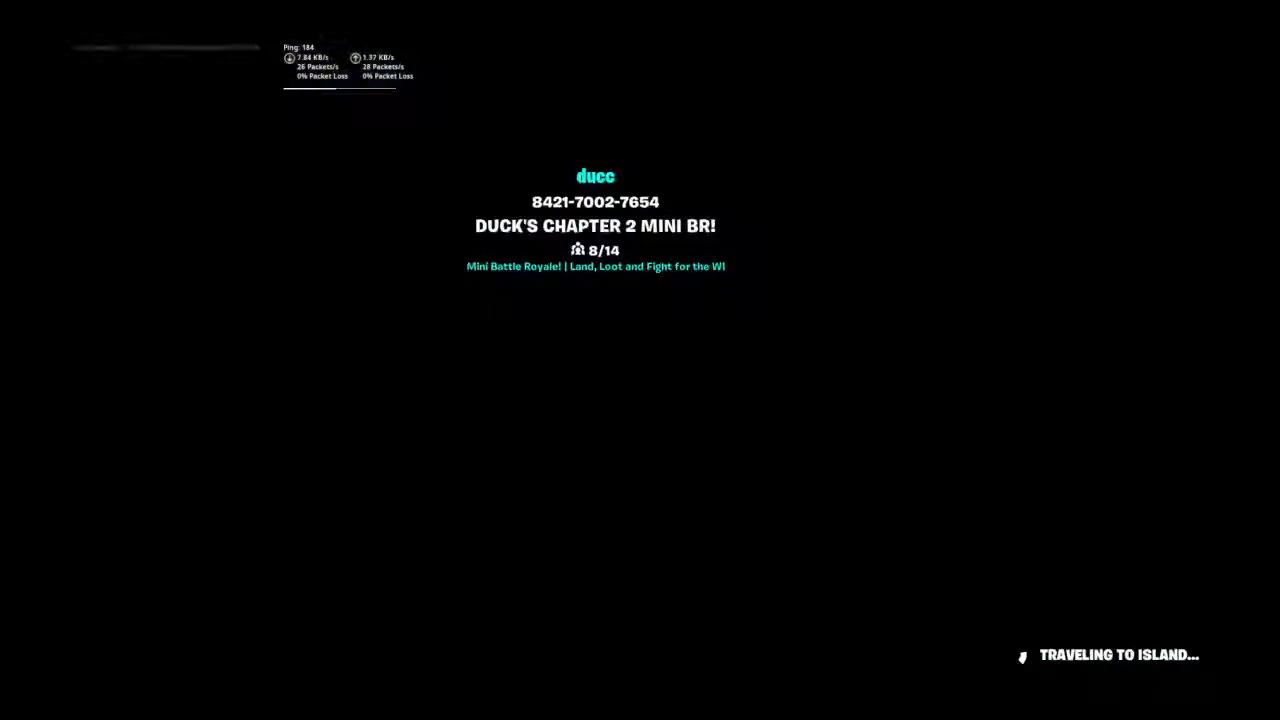 Ping: 184
7.84 KB/s 1.37 KB/s
26 Packets/s 28 Packets/s
0% Packet Loss 0% Packet Loss
ducc
8421-7002-7654
DUCK'S CHAPTER 2 MINI BR!
8/14
Mini Battle Royale! | Land, Loot and Fight for the WI
TRAVELING TO ISLAND...